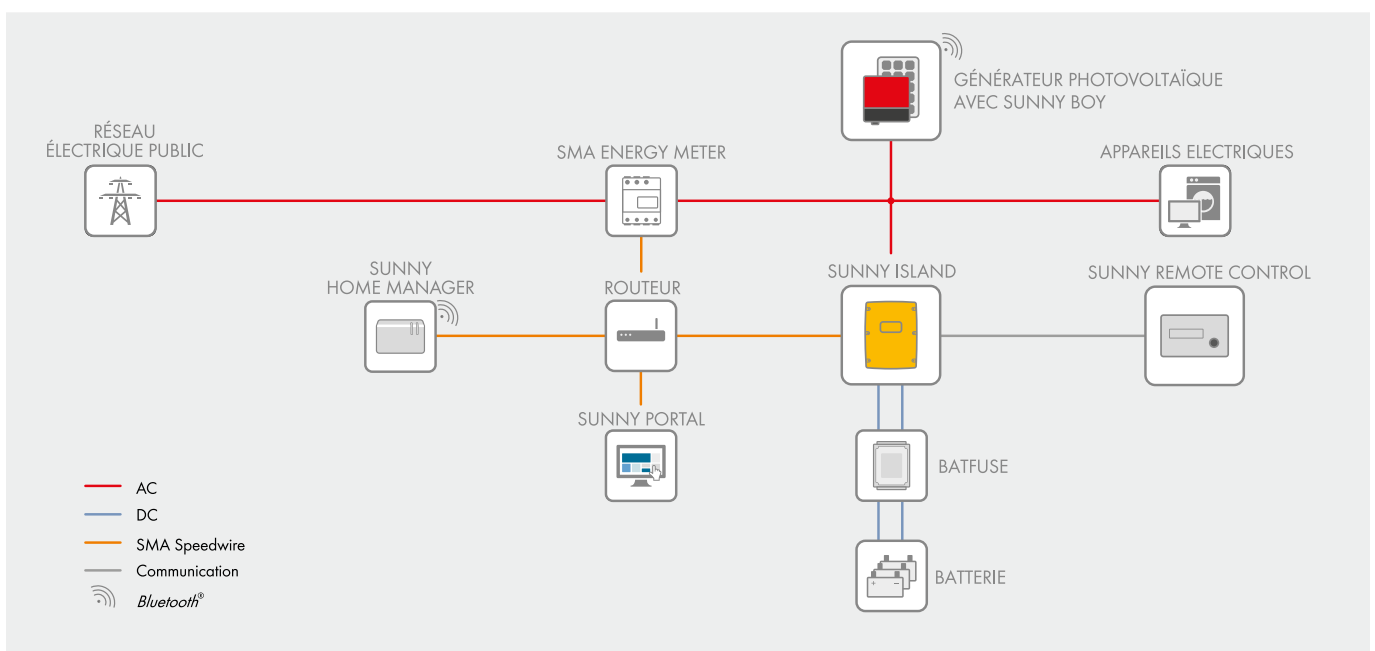 GÉNÉRATEUR PHOTOVOLTAÏQUE
AVEC SUNNY BOY
RÉSEAU
ÉLECTRIQUE PUBLIC
SMA ENERGY METER
APPAREILS ELECTRIQUES
SUNNY
HOME MANAGER
ROUTEUR
SUNNY ISLAND
SUNNY REMOTE CONTROL
SUNNY PORTAL
BATFUSE
BATTERIE
AC
DC
SMA Speedwire
Communication
Bluetooth®